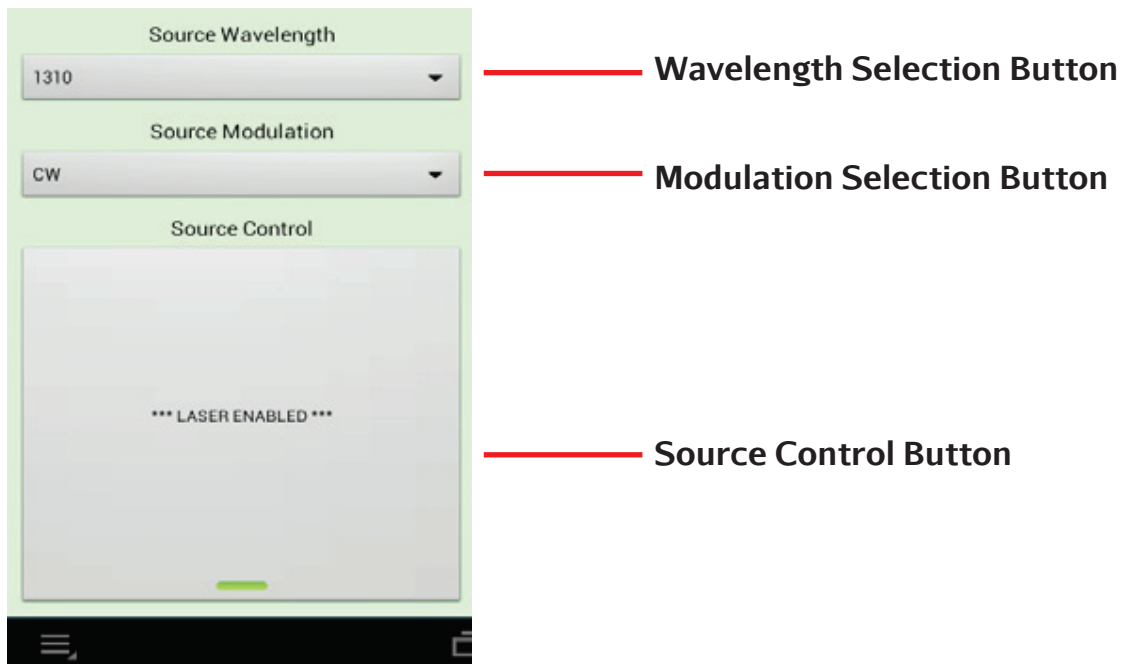 Source Wavelength
1310
Wavelength Selection Button
Source Modulation
CW
Modulation Selection Button
Source Control
*** LASER ENABLED ***
Source Control Button